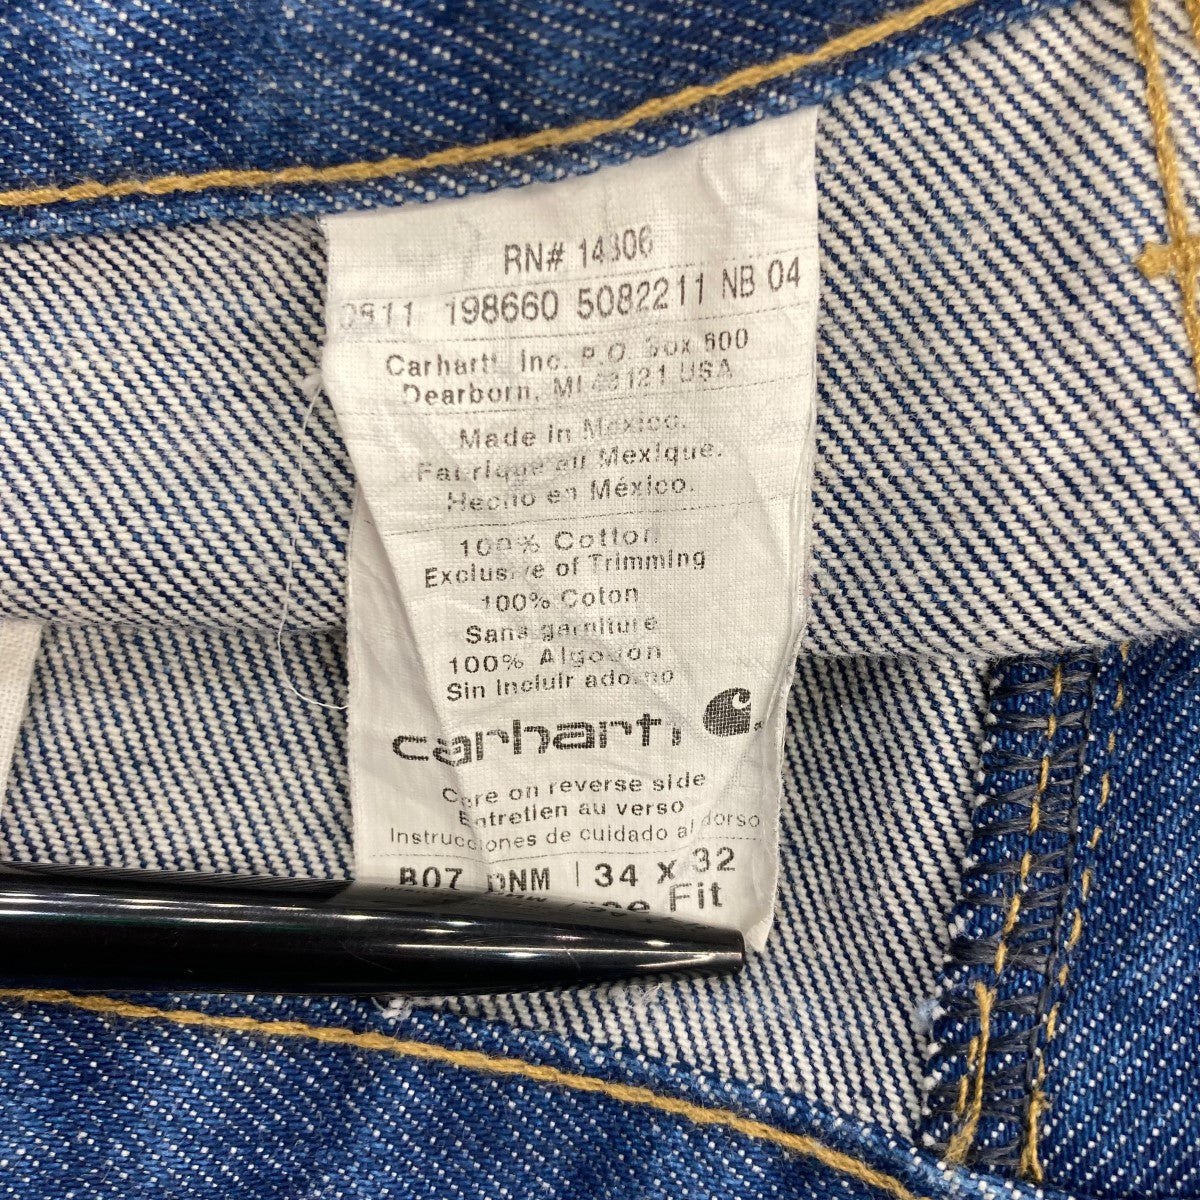 RN# 14806
0811 198660 5082211 NB 04
Carhartt, Inc. P.O. Box 600
Dearborn, MI 48121 USA
Made in Mexico.
Fabrique au Mexique.
Hecho en México.
100% Cotton
Exclusive of Trimming
100% Coton
Sans garniture
100% Algodón
Sin incluir adorno
carhartt
Care on reverse side
Entretien au verso
Instrucciones de cuidado al dorso
B07 DNM 34 x 32
Fit